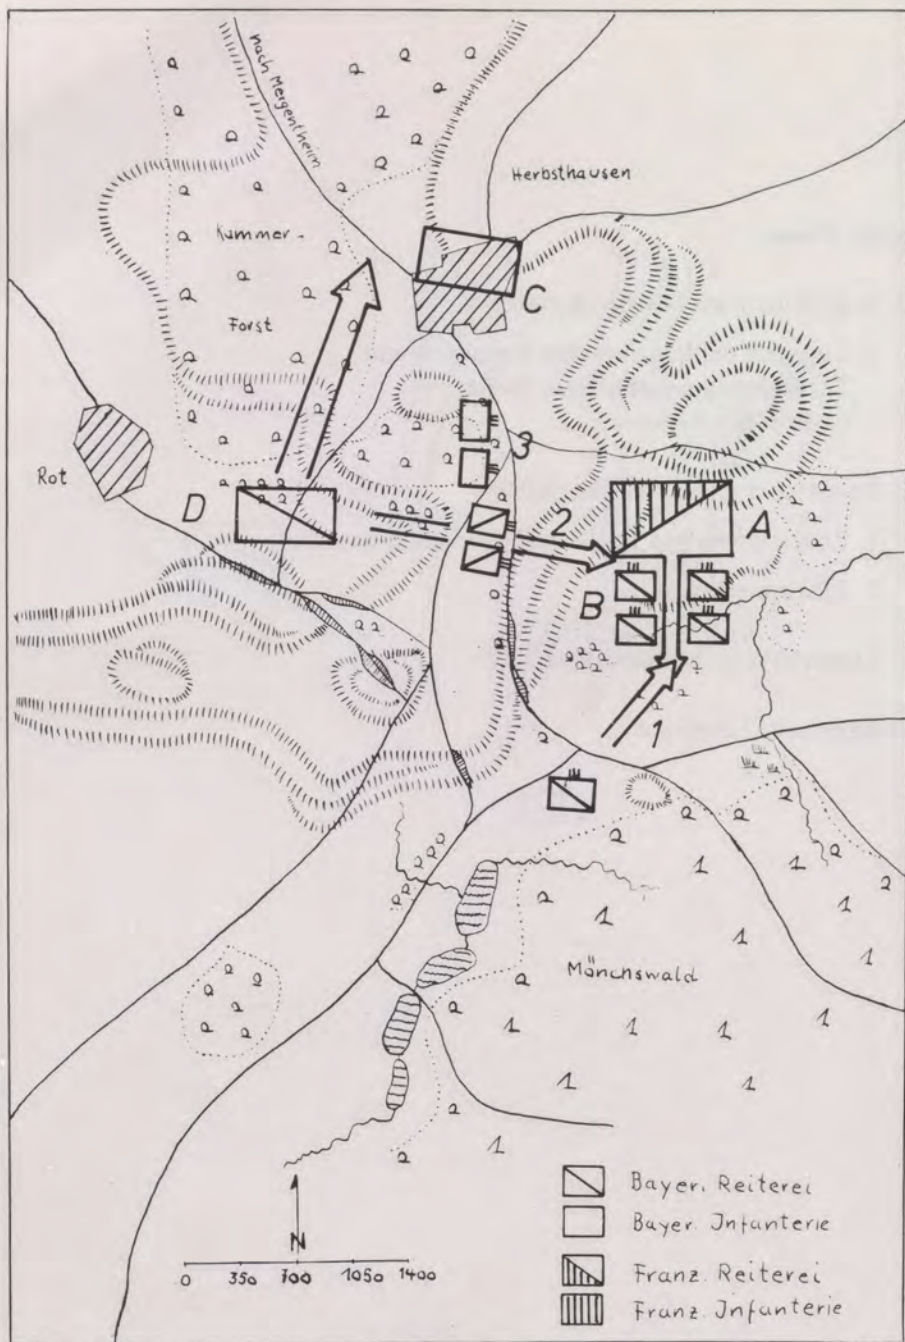 nach Mergentheim
Herbsthausen
Kammer-
Forst
C
Rot
3
D
2
A
B
1
Mönchswald
N
0 350 700 1050 1400
Bayer. Reiterei
Bayer. Infanterie
Franz. Reiterei
Franz. Infanterie